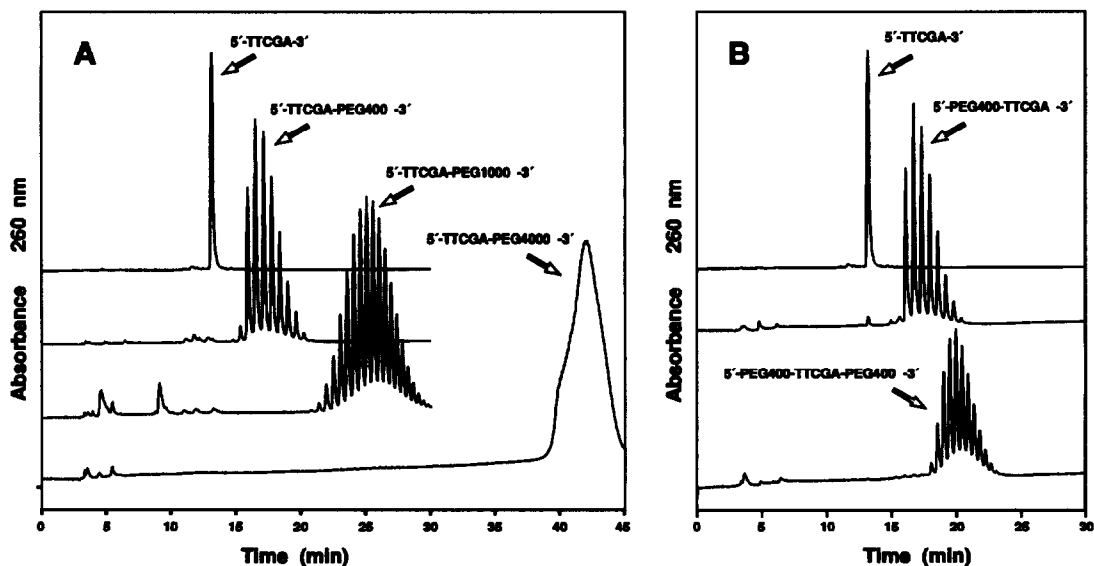 A
5´-TTCGA-3´
5´-TTCGA-PEG400 -3´
5´-TTCGA-PEG1000 -3´
5´-TTCGA-PEG4000 -3´
Absorbance 260 nm
0 5 10 15 20 25 30 35 40 45
Time (min)
B
5´-TTCGA-3´
5´-PEG400-TTCGA -3´
5´-PEG400-TTCGA-PEG400 -3´
Absorbance 260 nm
0 5 10 15 20 25 30
Time (min)